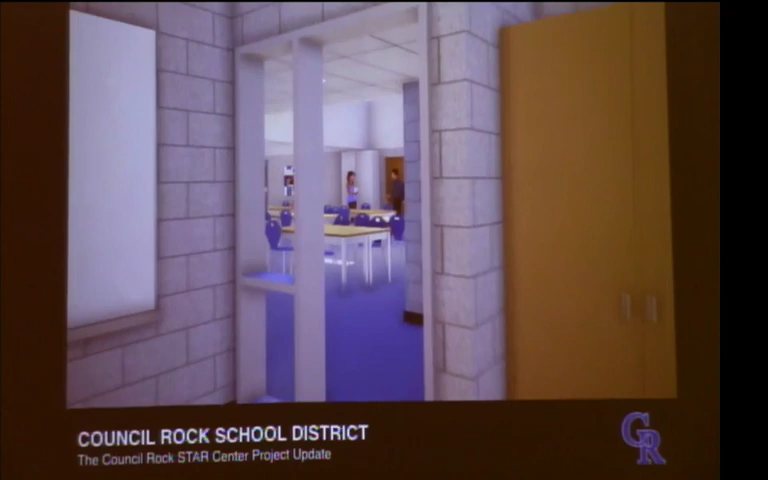 COUNCIL ROCK SCHOOL DISTRICT
The Council Rock STAR Center Project Update
CR